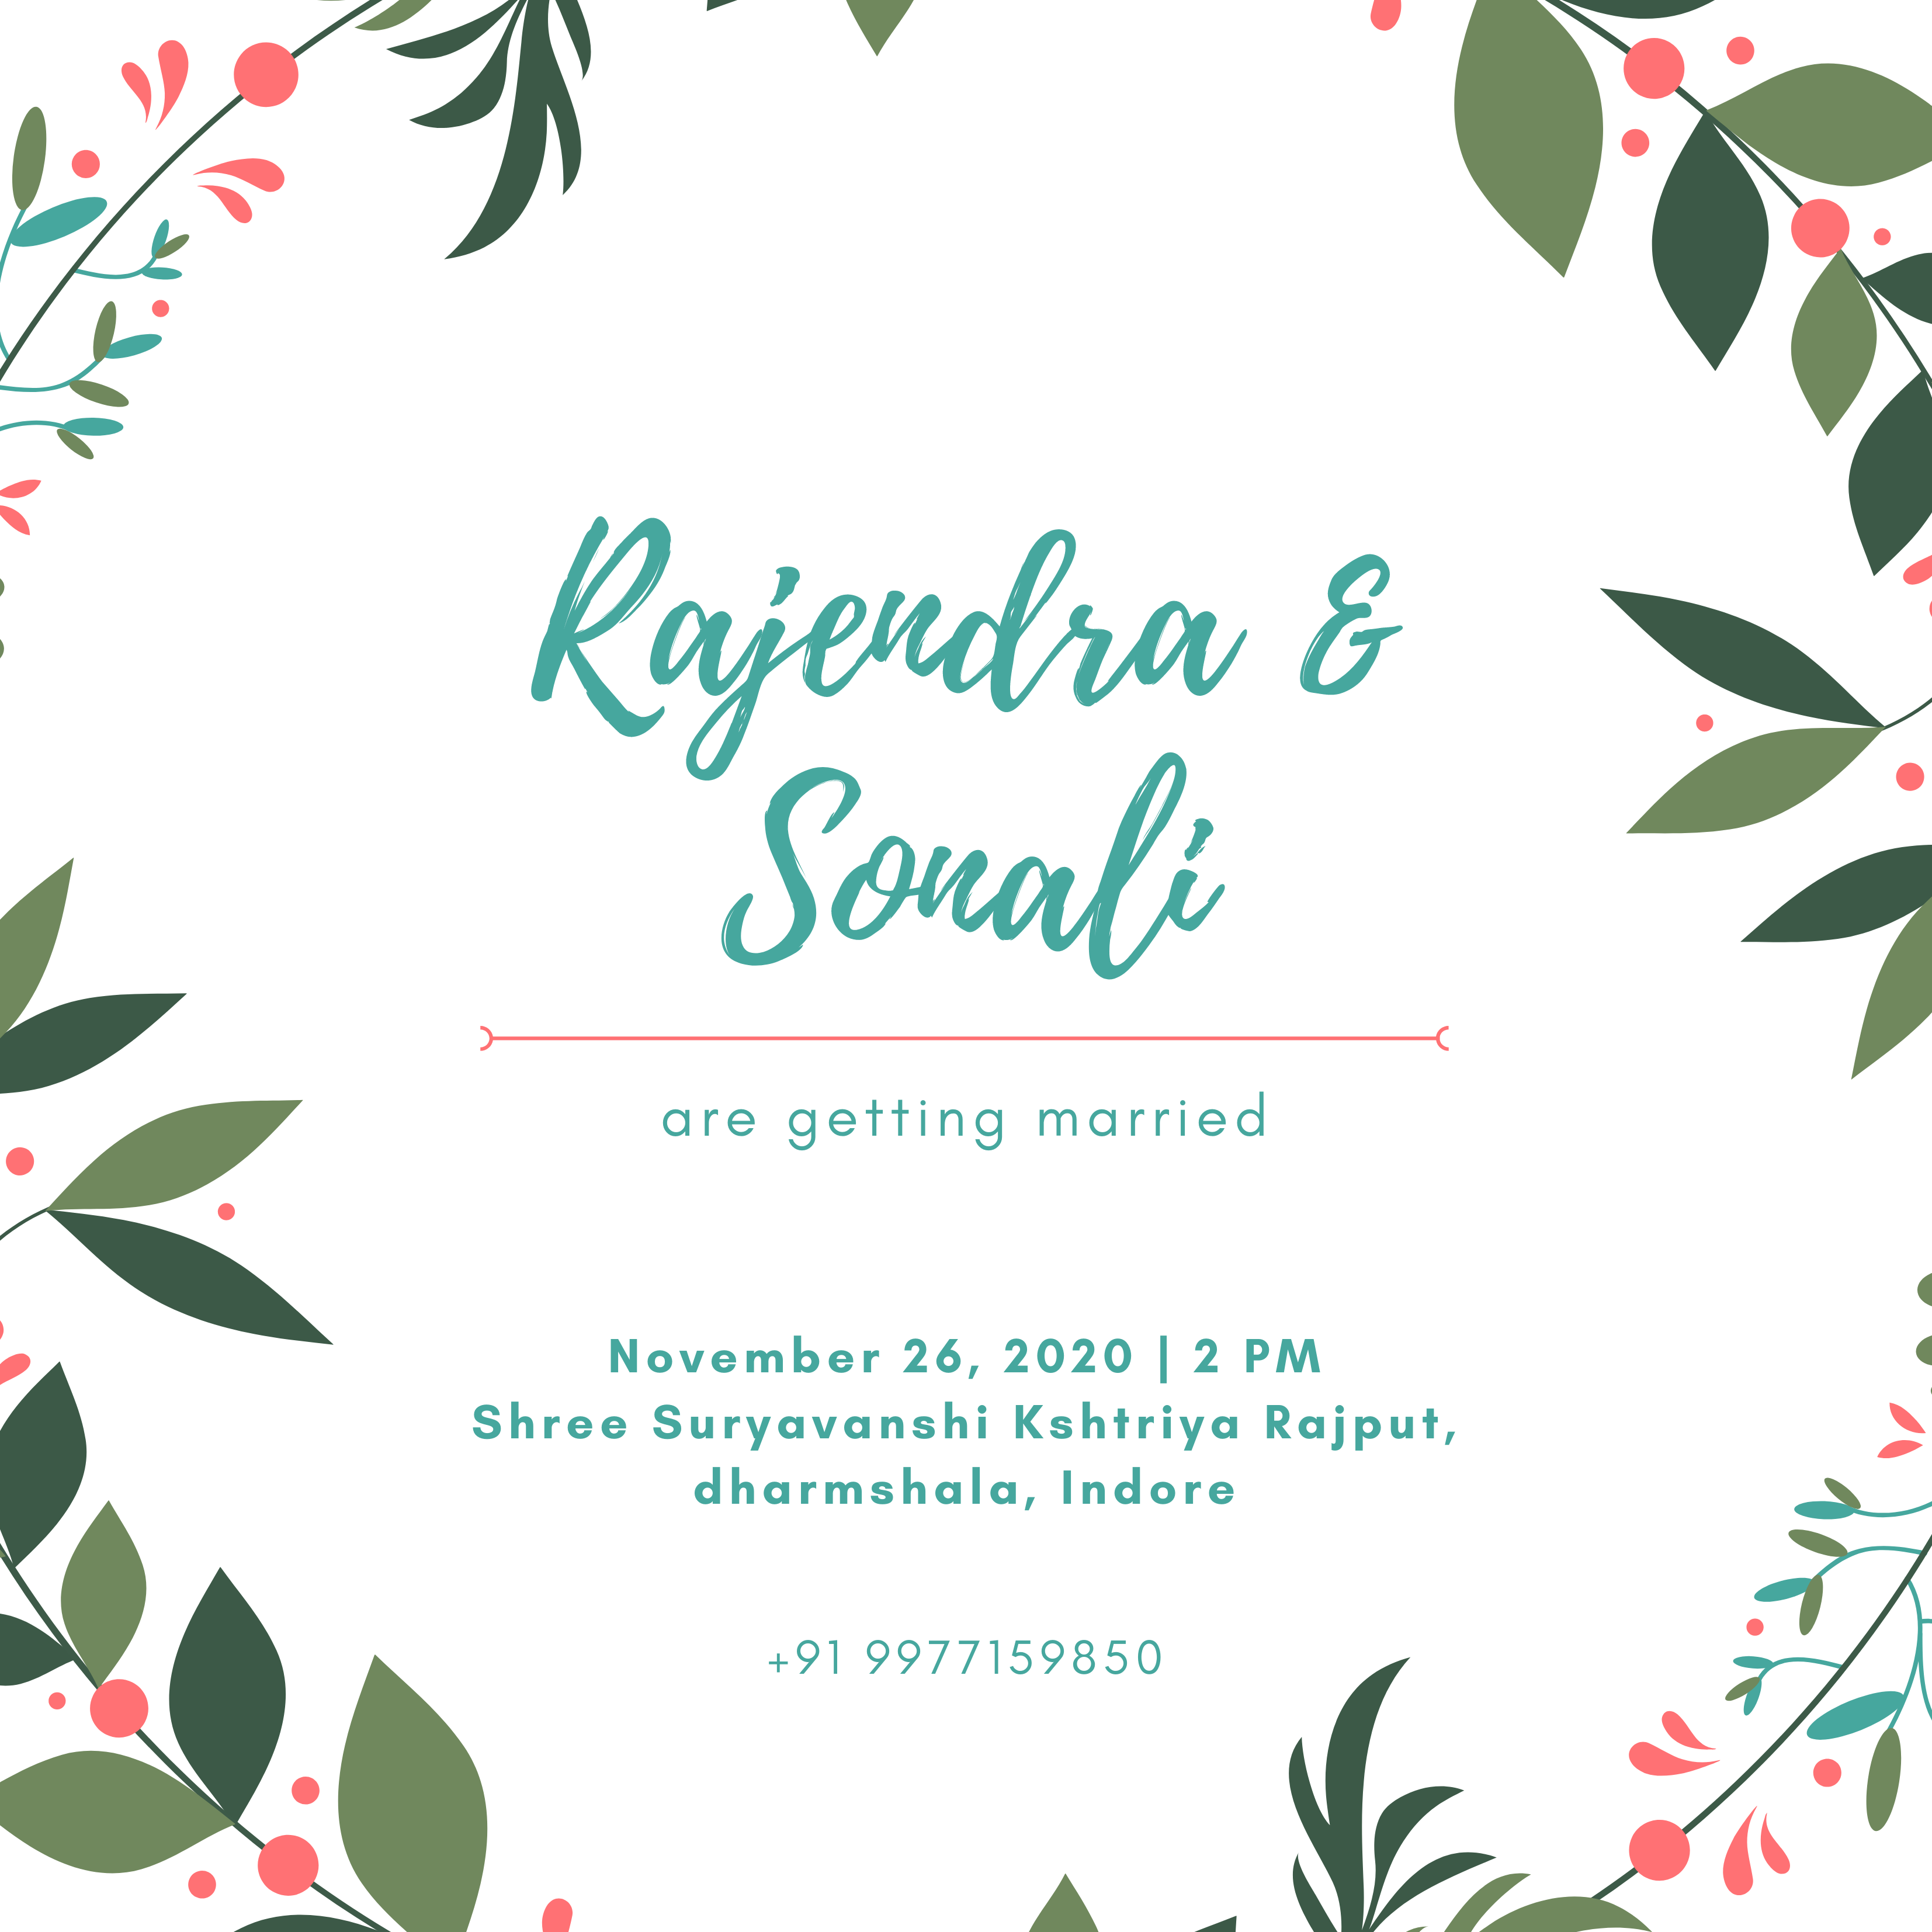 Rajendra &
Sonali
are getting married
November 26, 2020 | 2 PM
Shree Suryavanshi Kshtriya Rajput,
dharmshala, Indore
+91 9977159850